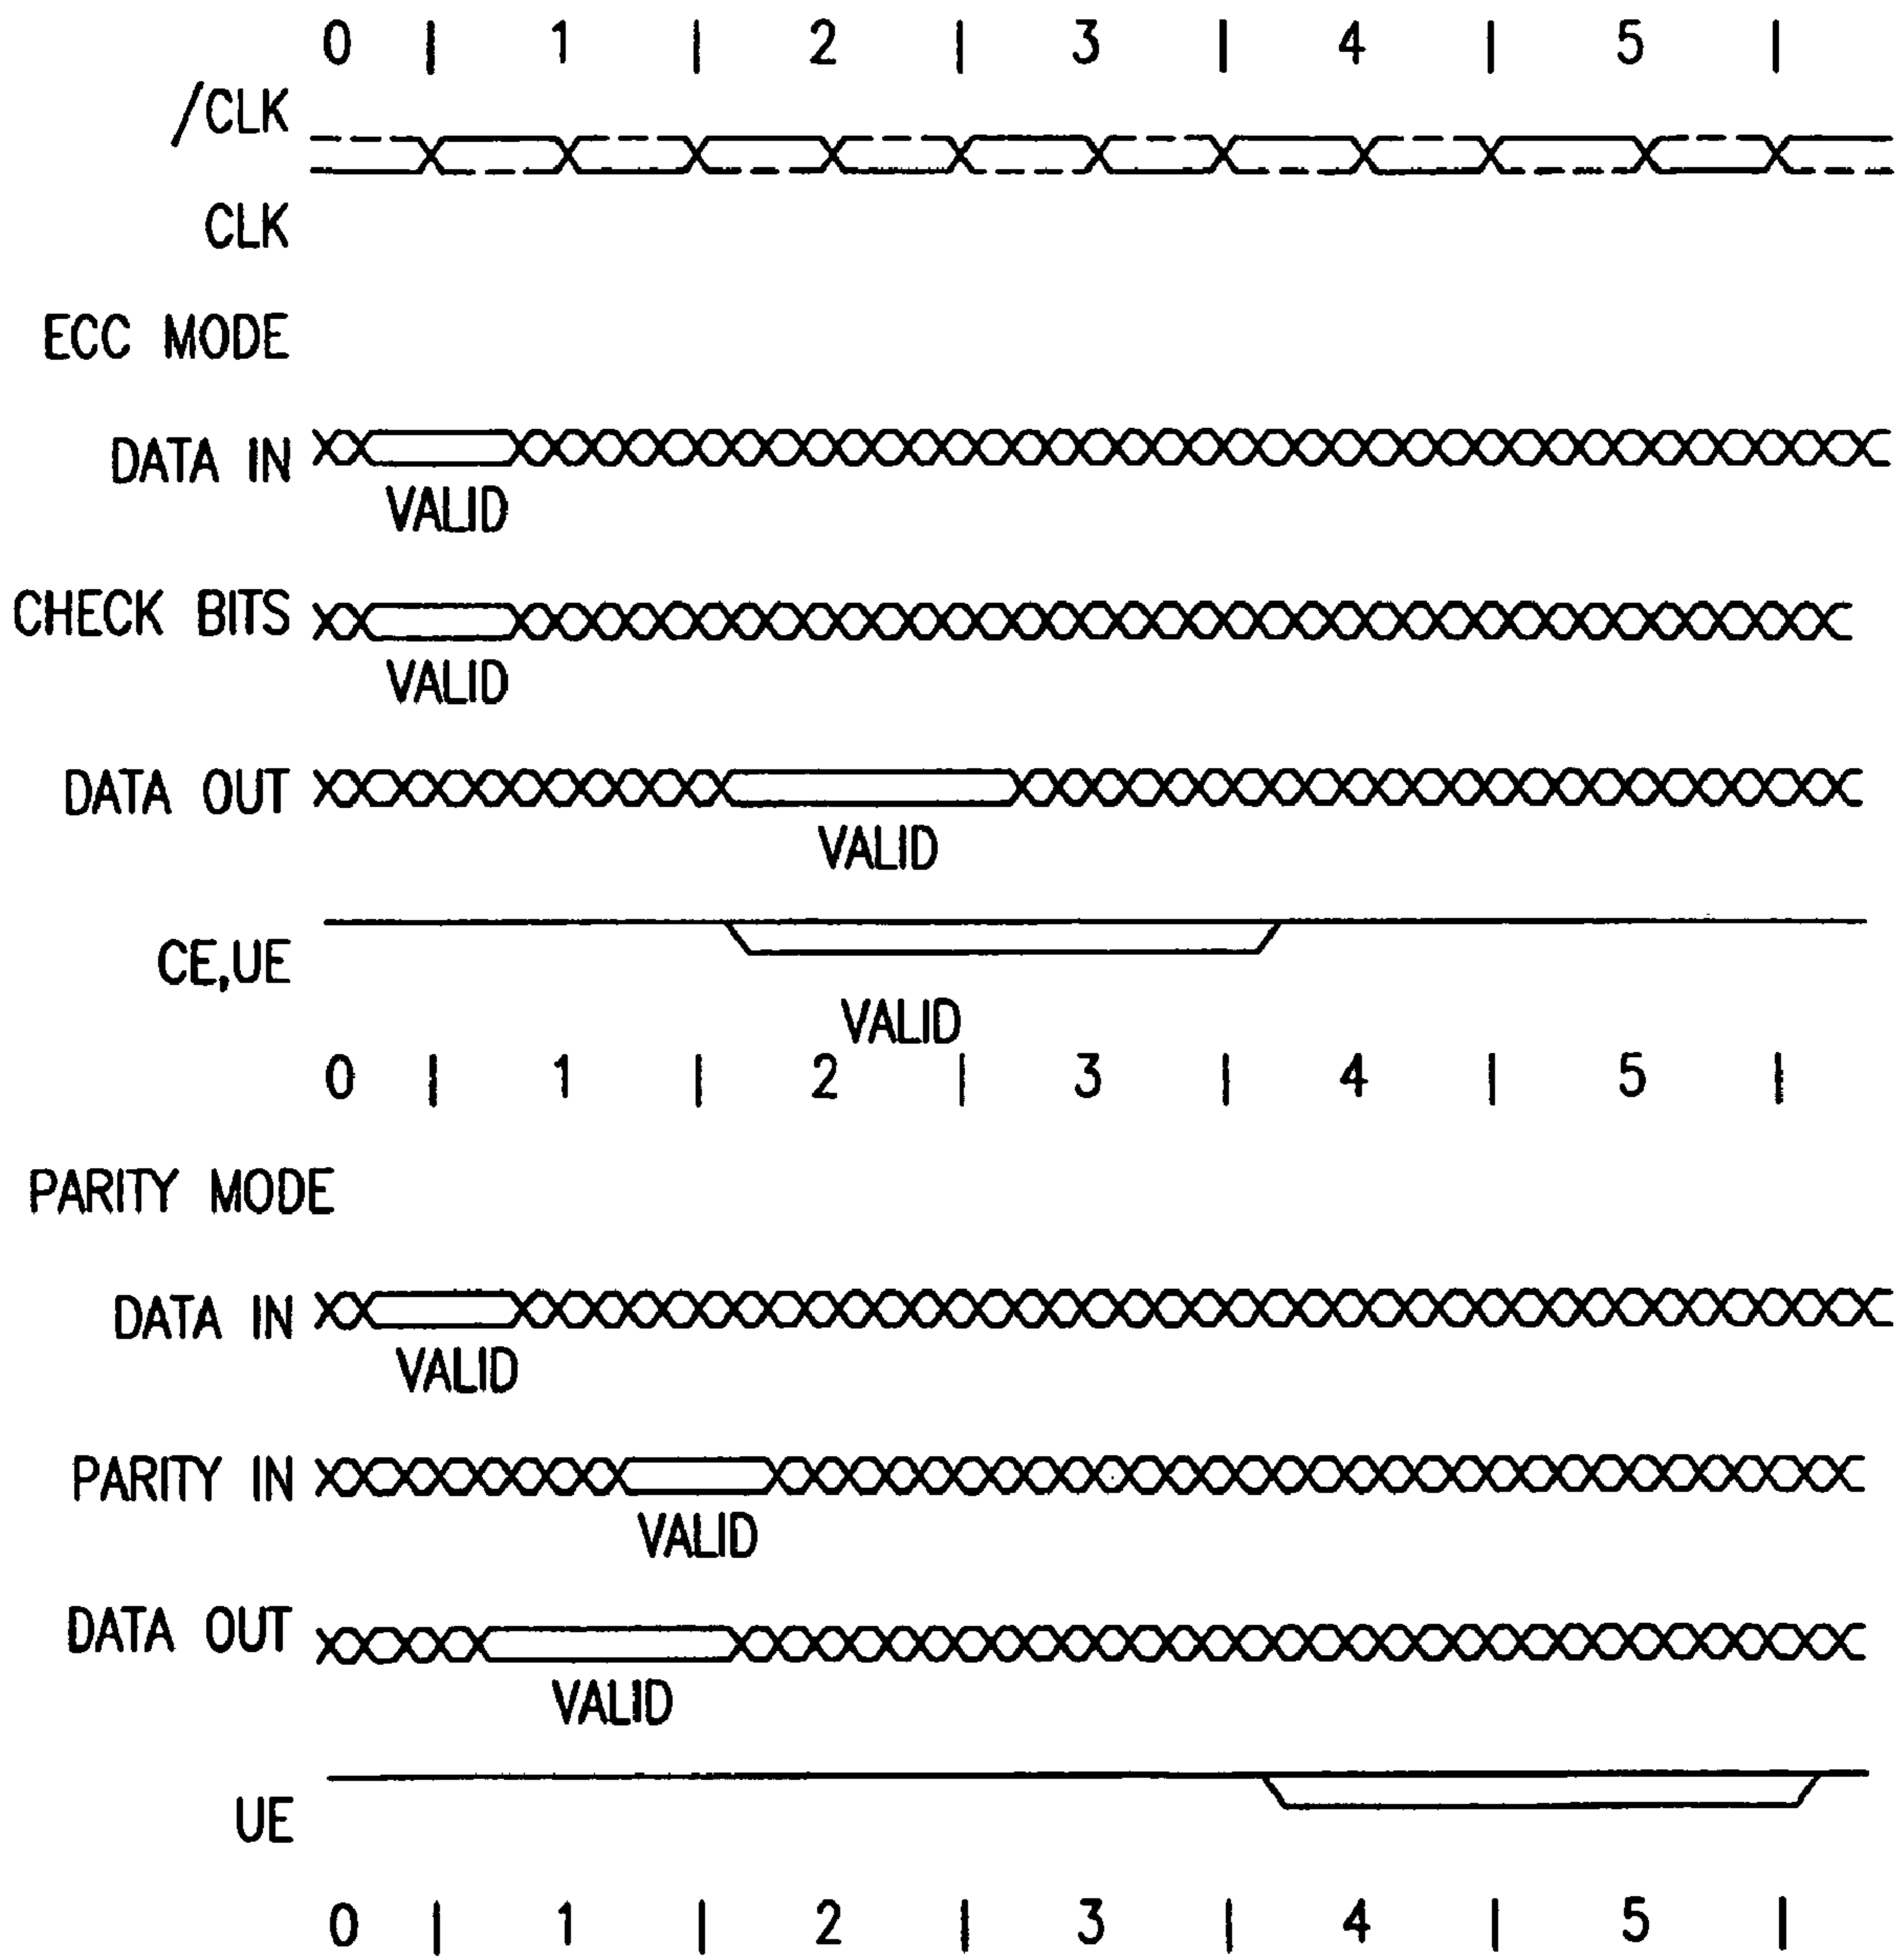 0 | 1 | 2 | 3 | 4 | 5 |
/CLK
CLK
ECC MODE
DATA IN
VALID
CHECK BITS
VALID
DATA OUT
VALID
CE,UE
VALID
0 | 1 | 2 | 3 | 4 | 5 |
PARITY MODE
DATA IN
VALID
PARITY IN
VALID
DATA OUT
VALID
UE
0 | 1 | 2 | 3 | 4 | 5 |